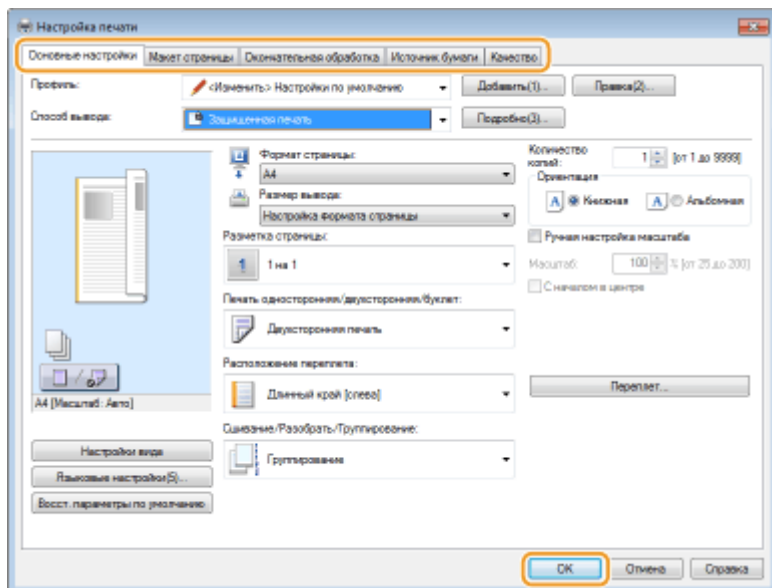 Настройка печати
Основные настройки Макет страницы Окончательная обработка Источник бумаги Качество
Профиль: <Изменить> Настройки по умолчанию Добавить(1)... Правка(2)...
Способ вывода: Защищенная печать Подробно(3)...
Формат страницы:
A4
Размер вывода:
Настройка формата страницы
Разметка страницы:
1 на 1
Печать односторонняя/двухсторонняя/буклет:
Двухсторонняя печать
Расположение переплета:
Длинный край [слева]
Сшивание/Разобрать/Группирование:
Группирование
Количество копий: 1 [от 1 до 9999]
Ориентация
A Книжная A Альбомная
Ручная настройка масштаба
Масштаб: 100 % [от 25 до 200]
С началом в центре
Переплет...
A4 [Масштаб: Авто]
Настройки вида
Языковые настройки(5)...
Восст. параметры по умолчанию
OK Отмена Справка